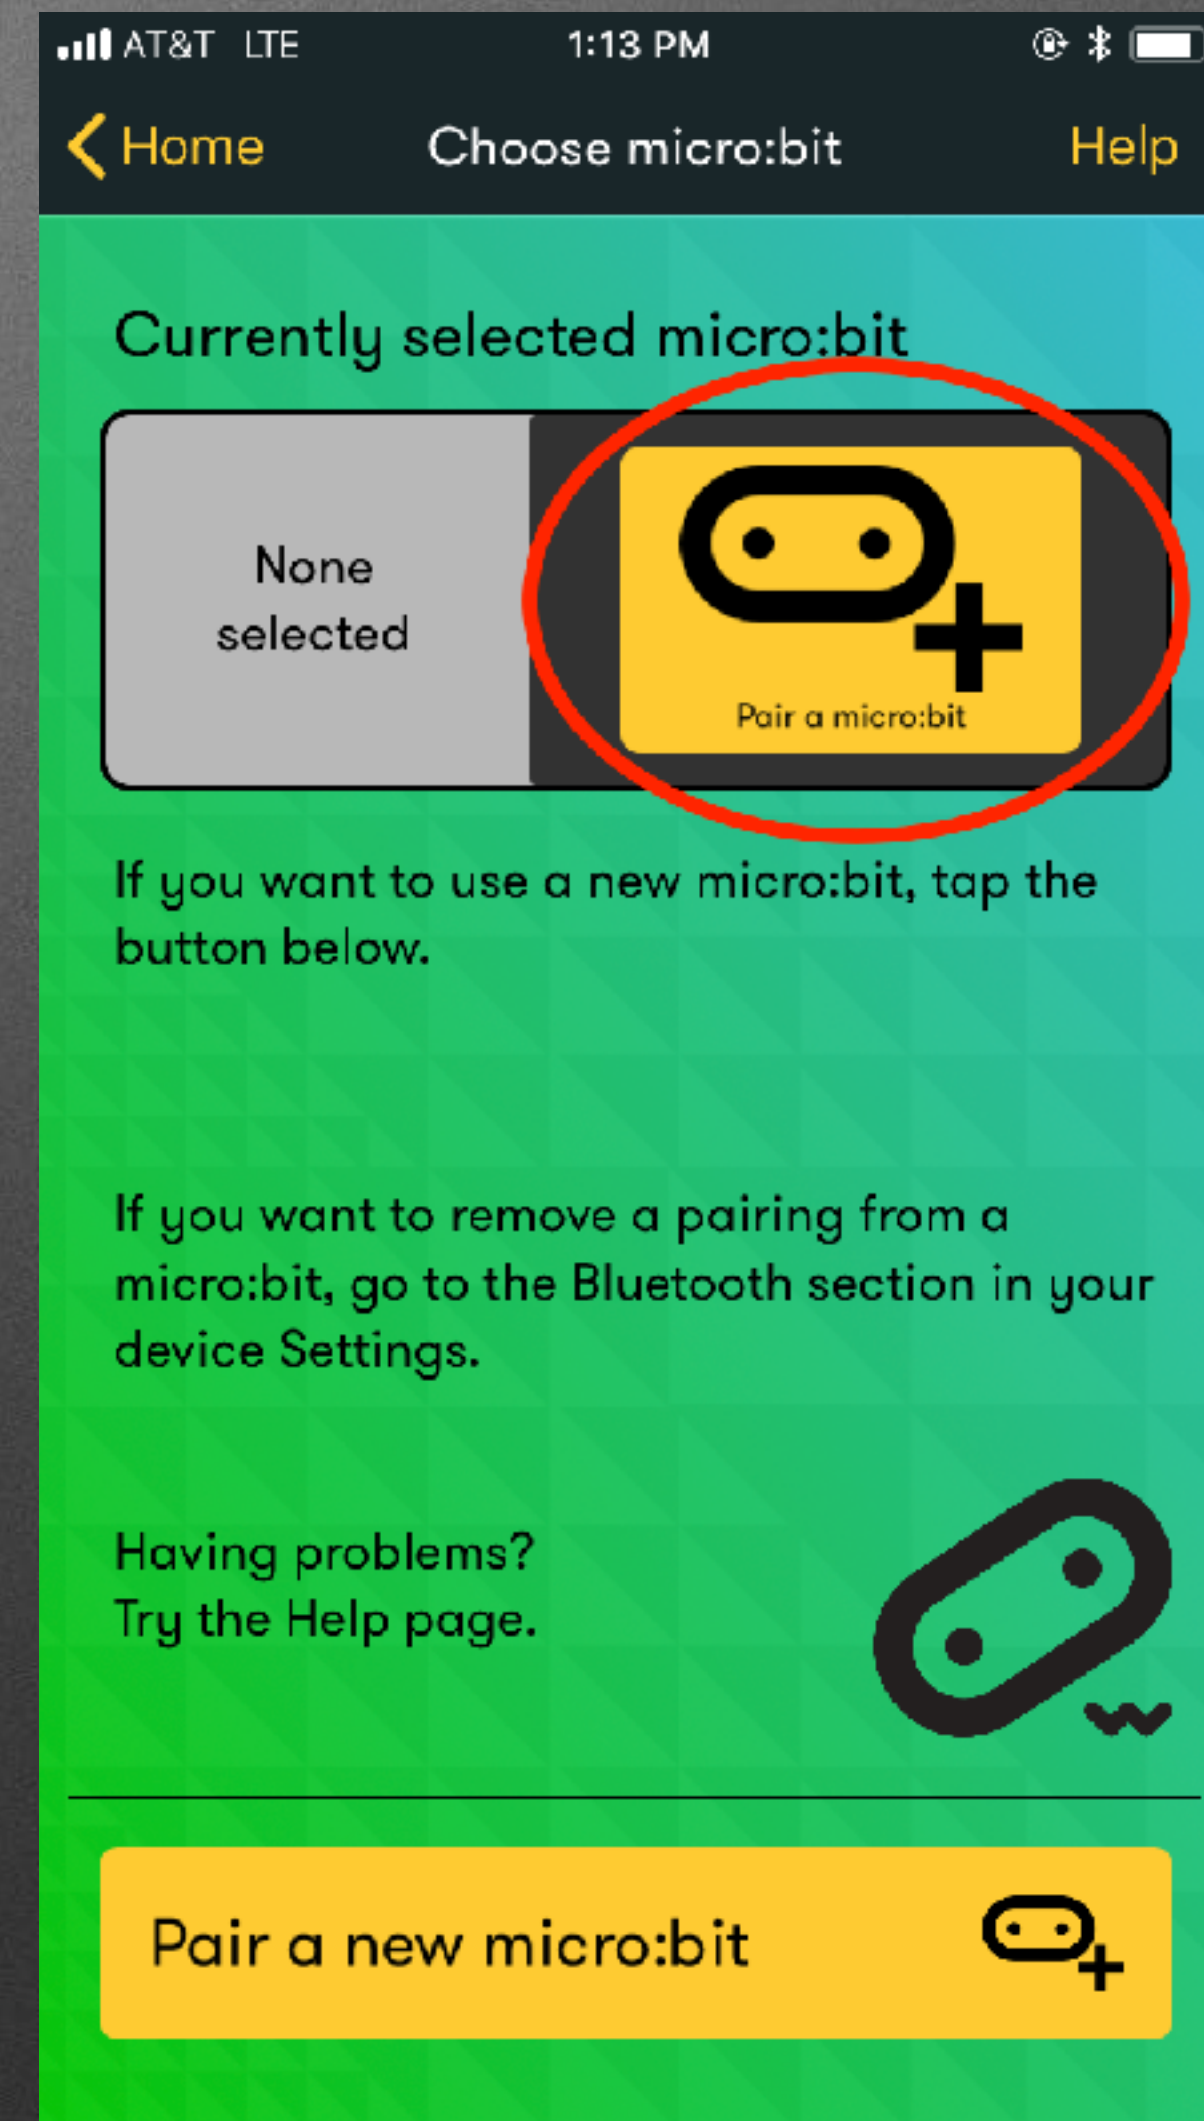 AT&T LTE 1:13 PM
Home Choose micro:bit Help
Currently selected micro:bit
None
selected
Pair a micro:bit
If you want to use a new micro:bit, tap the
button below.
If you want to remove a pairing from a
micro:bit, go to the Bluetooth section in your
device Settings.
Having problems?
Try the Help page.
Pair a new micro:bit